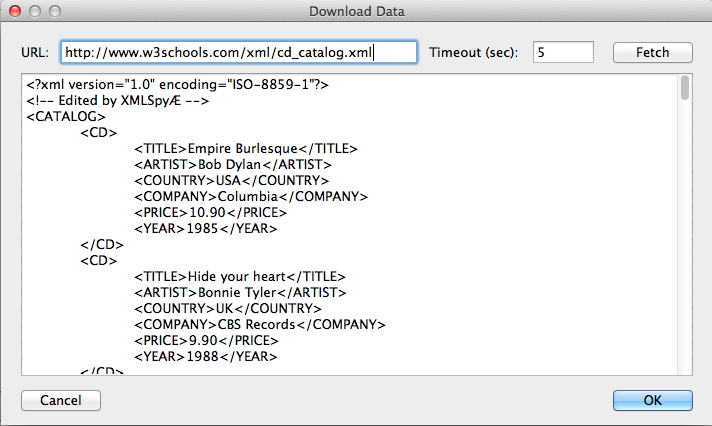 Download Data
URL: http://www.w3schools.com/xml/cd_catalog.xml Timeout (sec): 5 Fetch
<?xml version="1.0" encoding="ISO-8859-1"?>
<!-- Edited by XMLSpyÆ -->
<CATALOG>
<CD>
<TITLE>Empire Burlesque</TITLE>
<ARTIST>Bob Dylan</ARTIST>
<COUNTRY>USA</COUNTRY>
<COMPANY>Columbia</COMPANY>
<PRICE>10.90</PRICE>
<YEAR>1985</YEAR>
</CD>
<CD>
<TITLE>Hide your heart</TITLE>
<ARTIST>Bonnie Tyler</ARTIST>
<COUNTRY>UK</COUNTRY>
<COMPANY>CBS Records</COMPANY>
<PRICE>9.90</PRICE>
<YEAR>1988</YEAR>
</CD>
Cancel OK